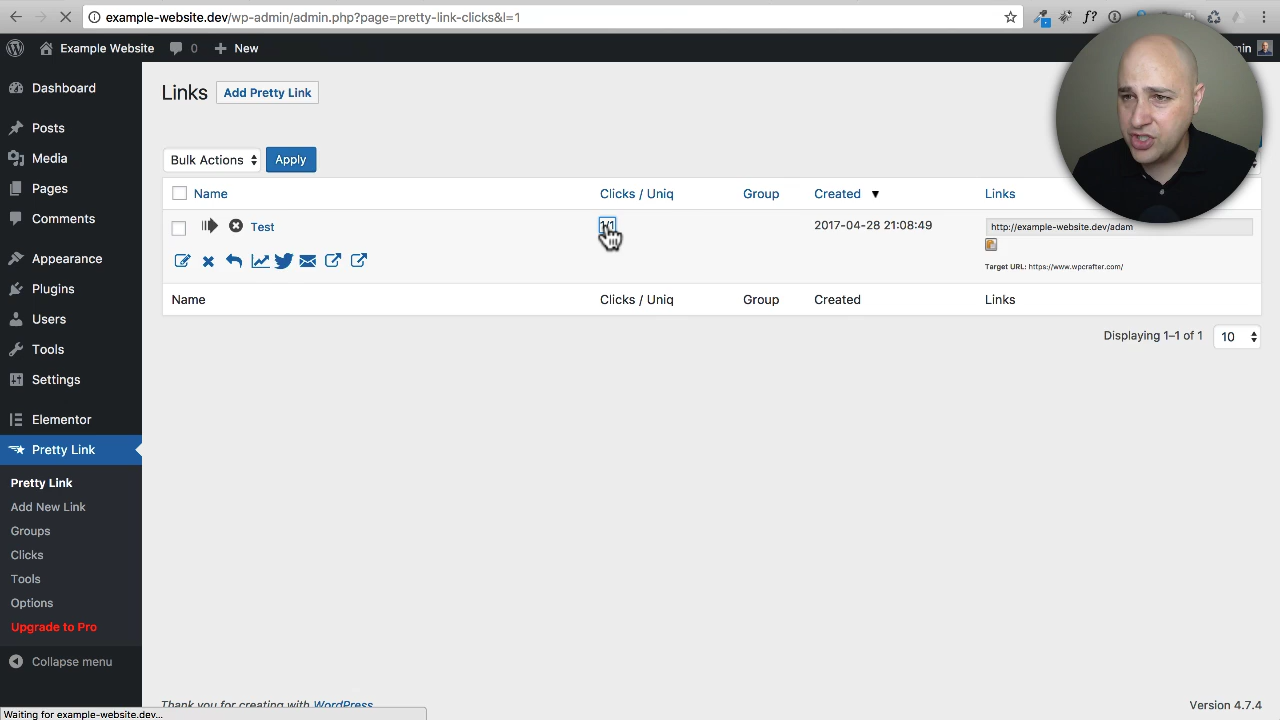 example-website.dev/wp-admin/admin.php?page=pretty-link-clicks&l=1
Example Website
0
New
min
Dashboard
Posts
Media
Pages
Comments
Appearance
Plugins
Users
Tools
Settings
Elementor
Pretty Link
Pretty Link
Add New Link
Groups
Clicks
Tools
Options
Upgrade to Pro
Collapse menu
Links
Add Pretty Link
Bulk Actions
Apply
Name Clicks / Uniq Group Created ▼ Links
Test 2017-04-28 21:08:49 http://example-website.dev/adam
Target URL: https://www.wpcrafter.com/
Name Clicks / Uniq Group Created Links
Displaying 1–1 of 1 10
Thank you for creating with WordPress
Version 4.7.4
Waiting for example-website.dev...